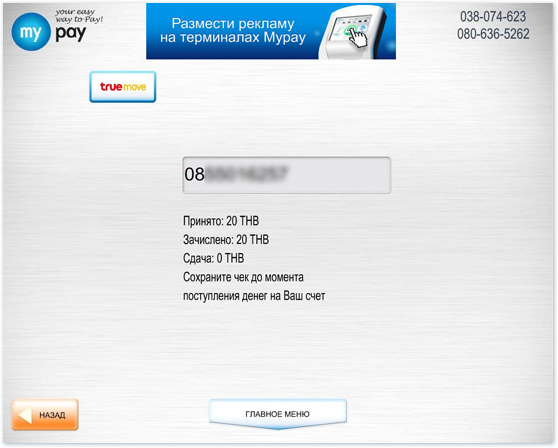 your easy
way to Pay!
my pay
Размести рекламу
на терминалах Мурау
038-074-623
080-636-5262
truemove
08
Принято: 20 THB
Зачислено: 20 THB
Сдача: 0 THB
Сохраните чек до момента
поступления денег на Ваш счет
НАЗАД
ГЛАВНОЕ МЕНЮ